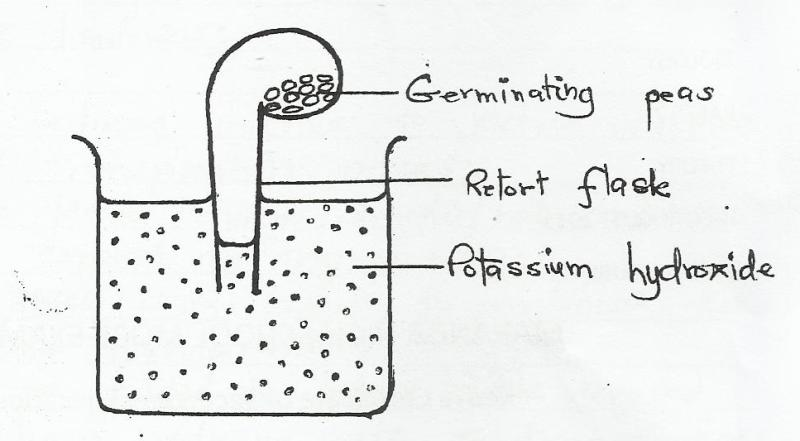 Germinating peas
Retort flask
Potassium hydroxide